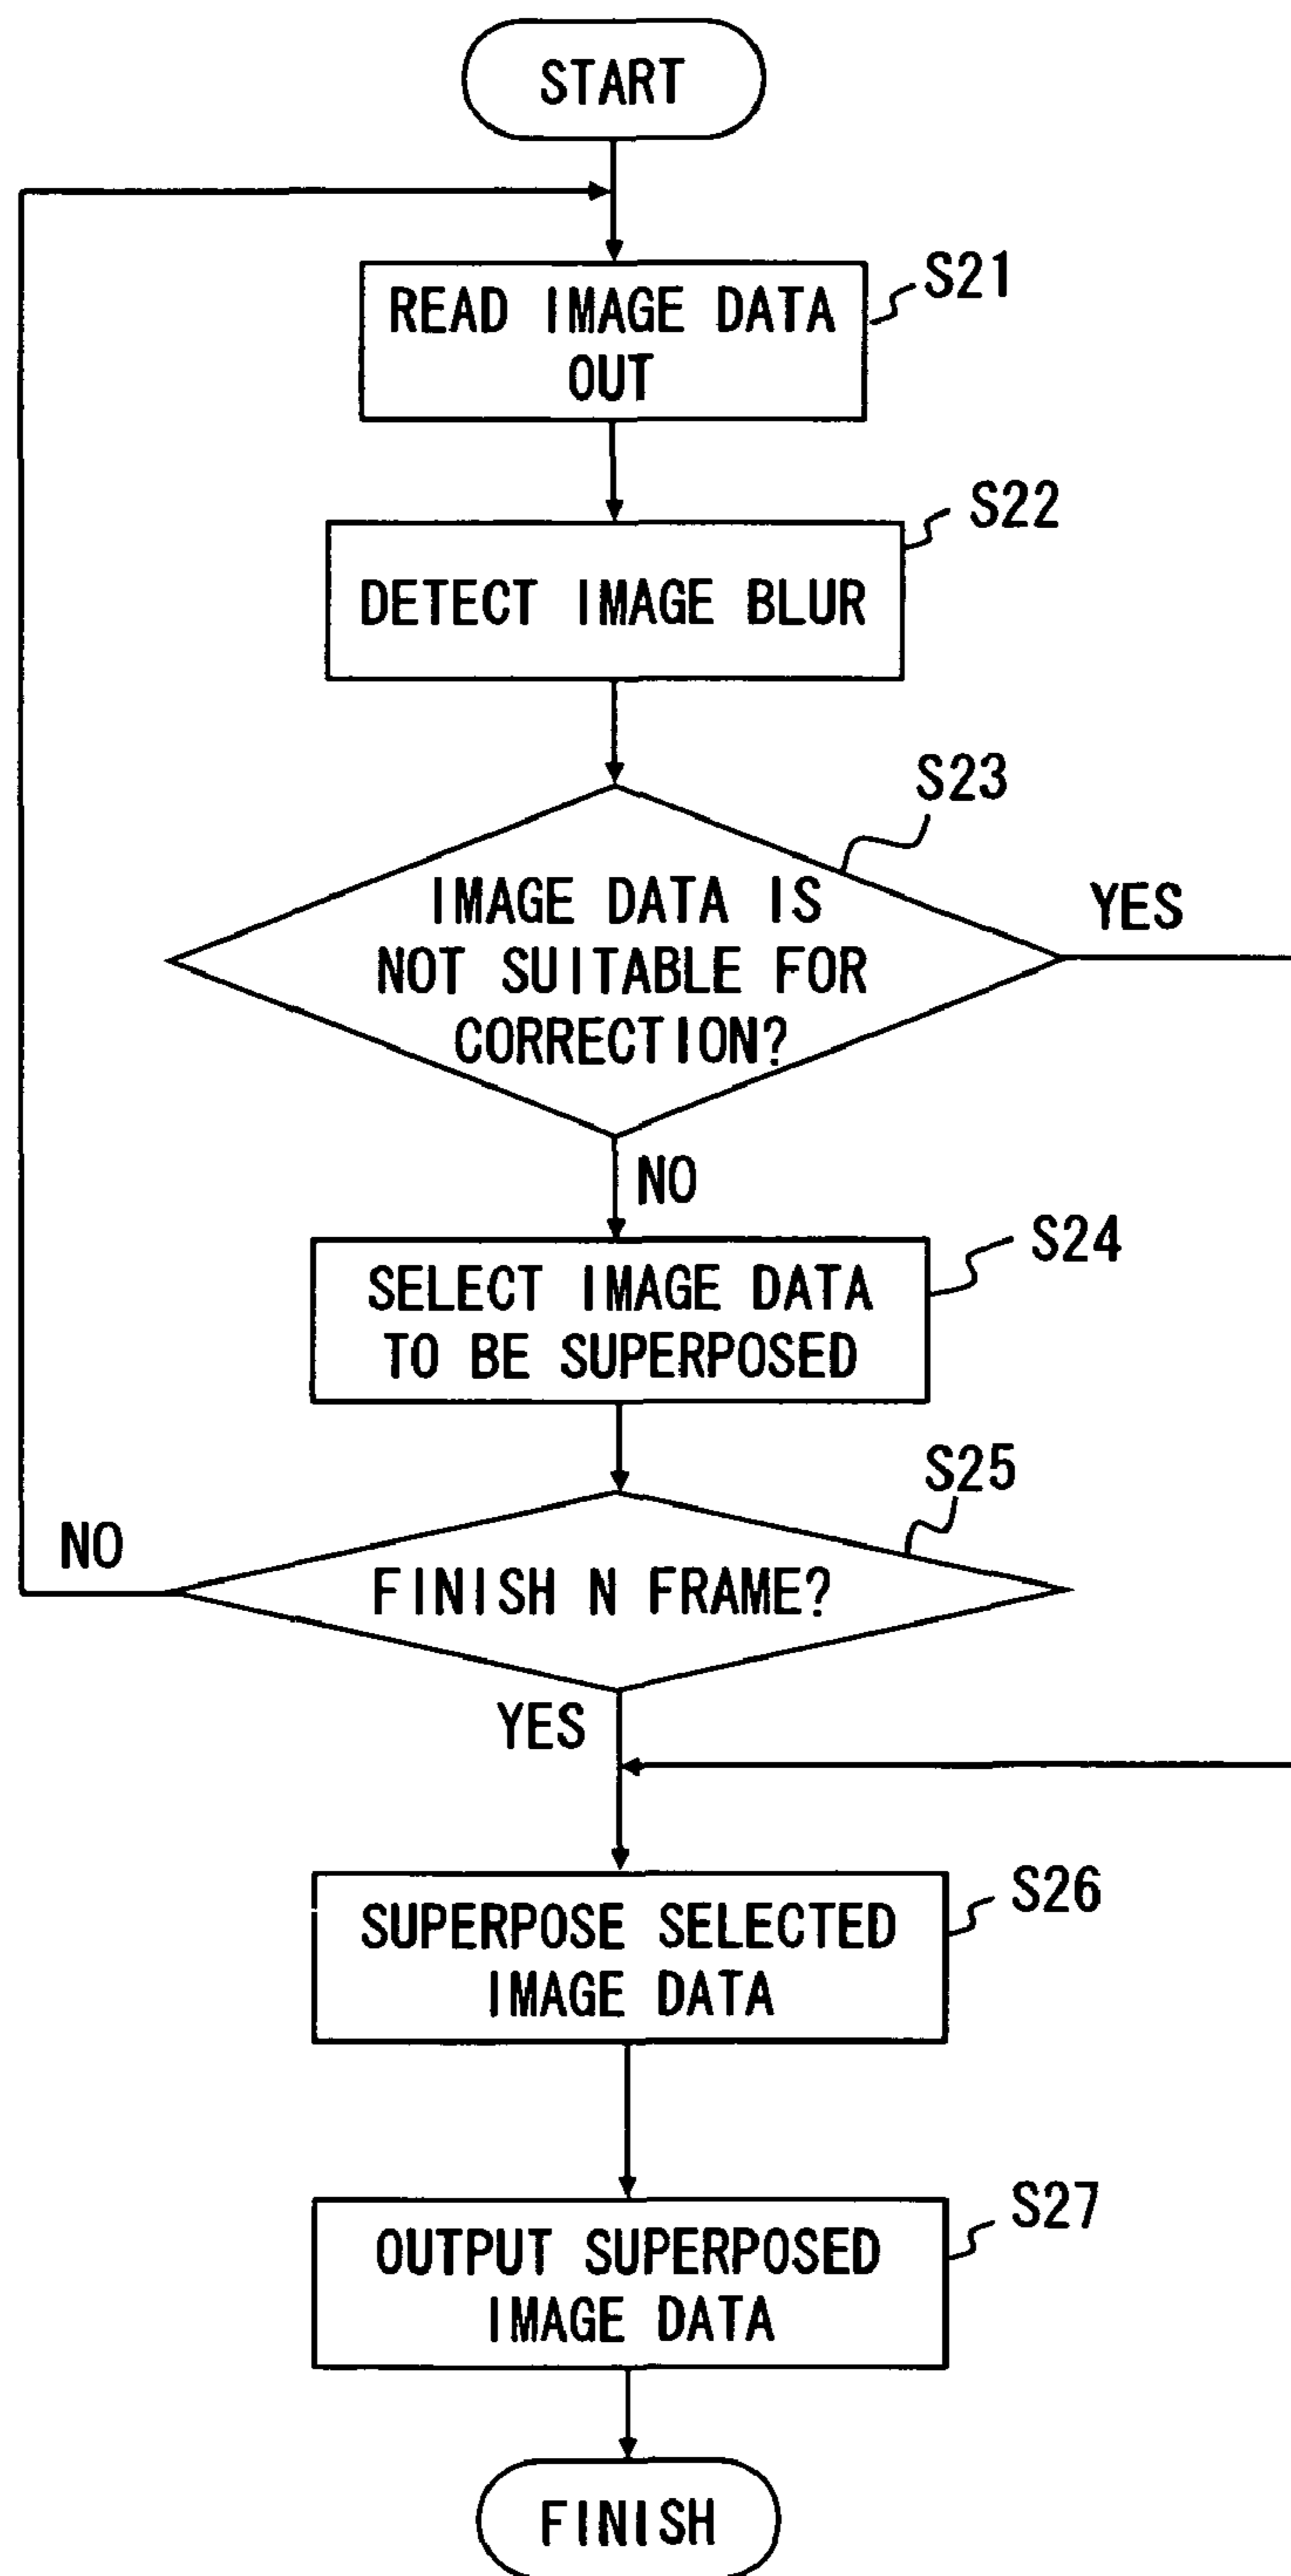 START
READ IMAGE DATA
OUT
S21
DETECT IMAGE BLUR
S22
IMAGE DATA IS
NOT SUITABLE FOR
CORRECTION?
S23
YES
NO
SELECT IMAGE DATA
TO BE SUPERPOSED
S24
FINISH N FRAME?
S25
NO
YES
SUPERPOSE SELECTED
IMAGE DATA
S26
OUTPUT SUPERPOSED
IMAGE DATA
S27
FINISH